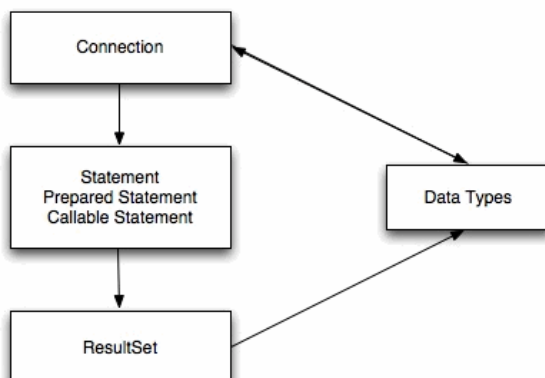 Connection
Statement
Prepared Statement
Callable Statement
Data Types
ResultSet